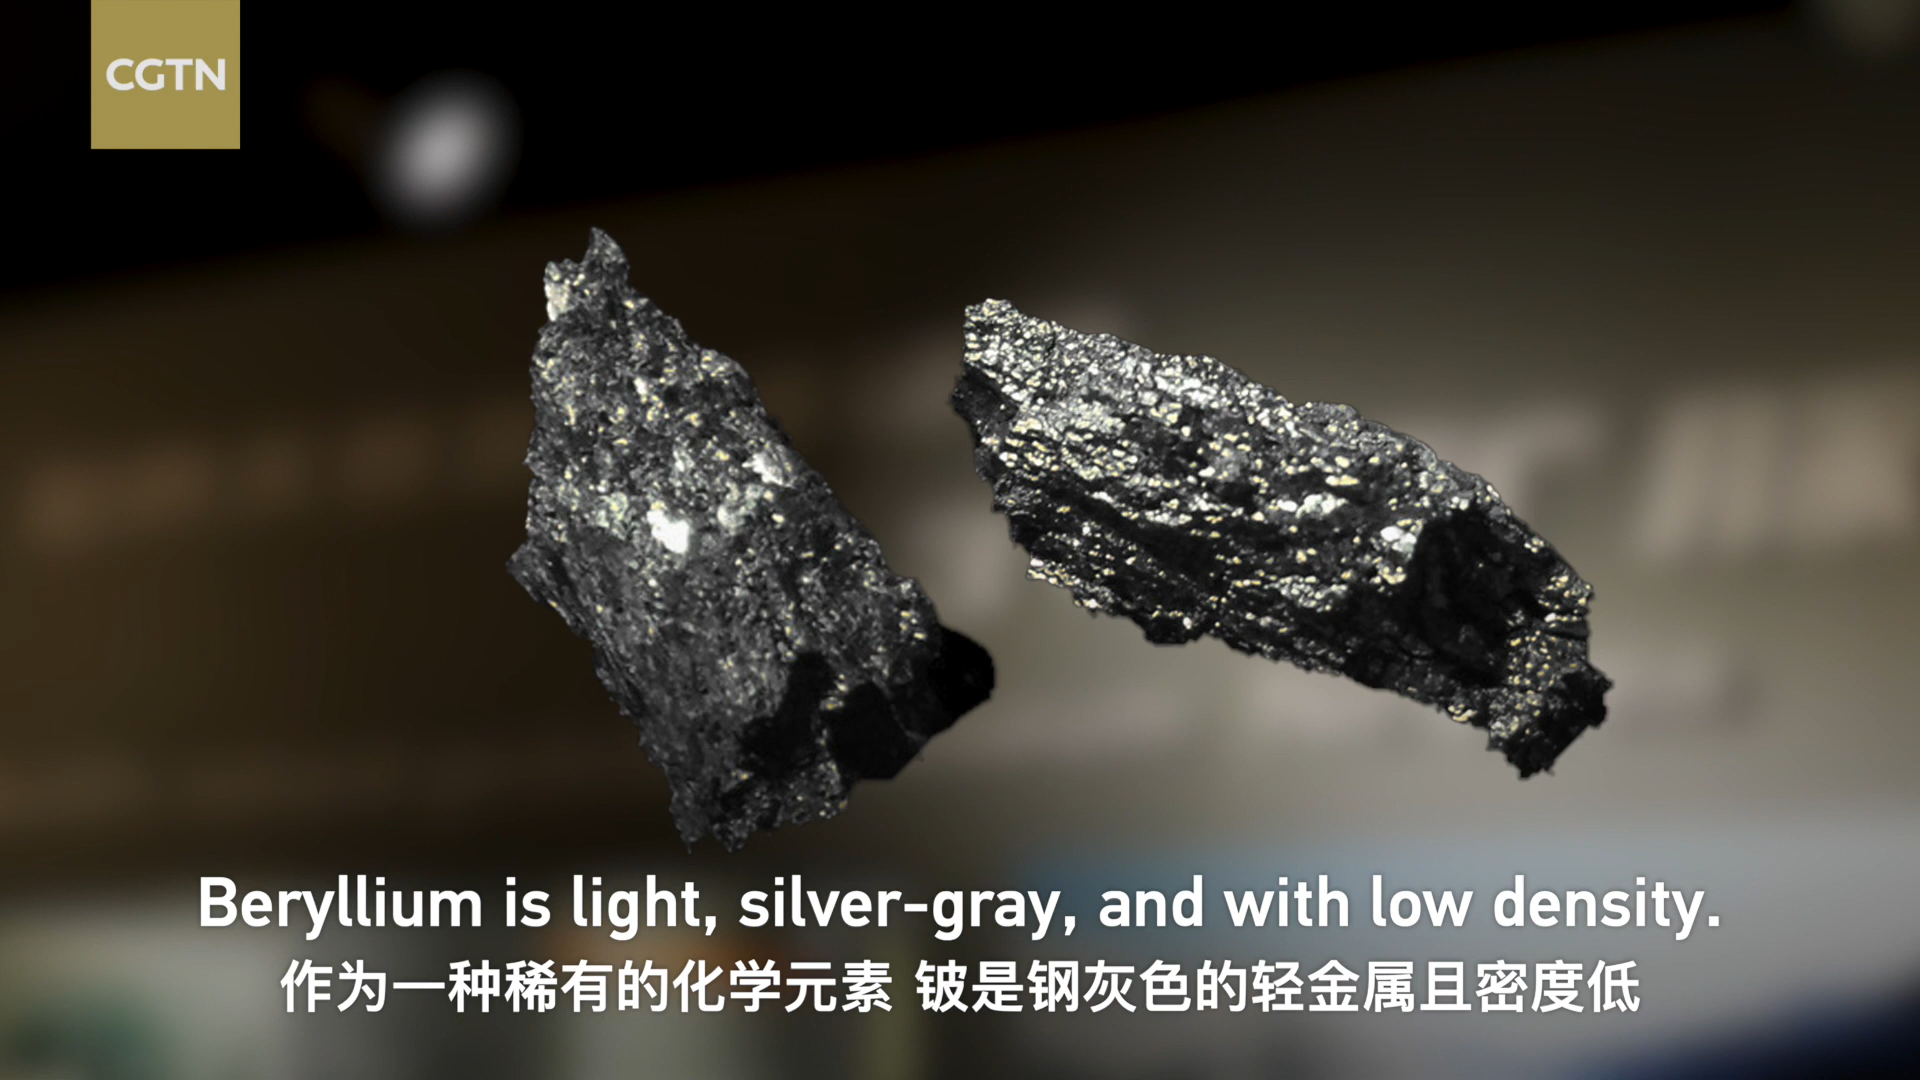 CGTN
Beryllium is light, silver-gray, and with low density.
作为一种稀有的化学元素 铍是钢灰色的轻金属且密度低